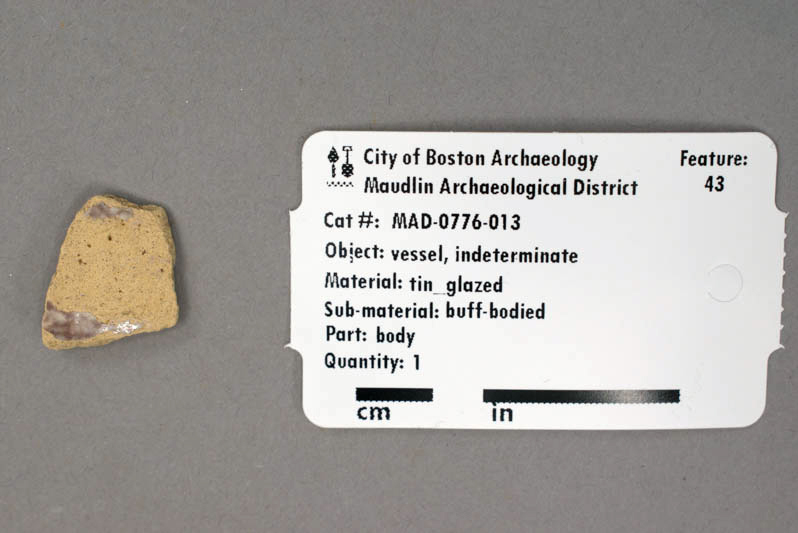 City of Boston Archaeology
Maudlin Archaeological District
Feature:
43
Cat #: MAD-0776-013
Object: vessel, indeterminate
Material: tin_glazed
Sub-material: buff-bodied
Part: body
Quantity: 1
cm in